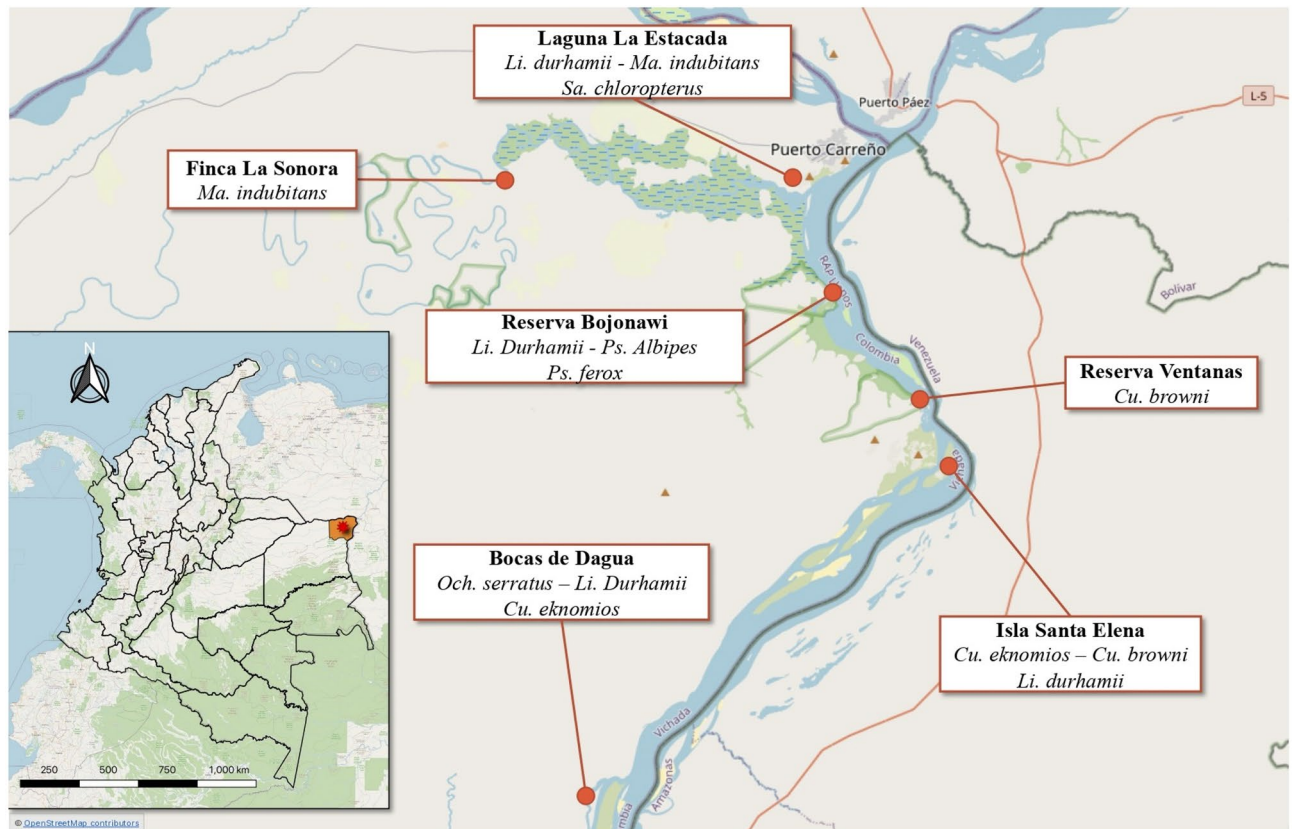 Laguna La Estacada
Li. durhamii - Ma. indubitans
Sa. chloropterus
Puerto Páez
L-5
Puerto Carreño
Finca La Sonora
Ma. indubitans
Bolívar
Reserva Bojonawi
Li. Durhamii - Ps. Albipes
Ps. ferox
Colombia
Venezuela
Reserva Ventanas
Cu. browni
N
Bocas de Dagua
Och. serratus – Li. Durhamii
Cu. eknomios
Isla Santa Elena
Cu. eknomios – Cu. browni
Li. durhamii
Vichada
Amazonas
250 500 750 1,000 km
© OpenStreetMap contributors